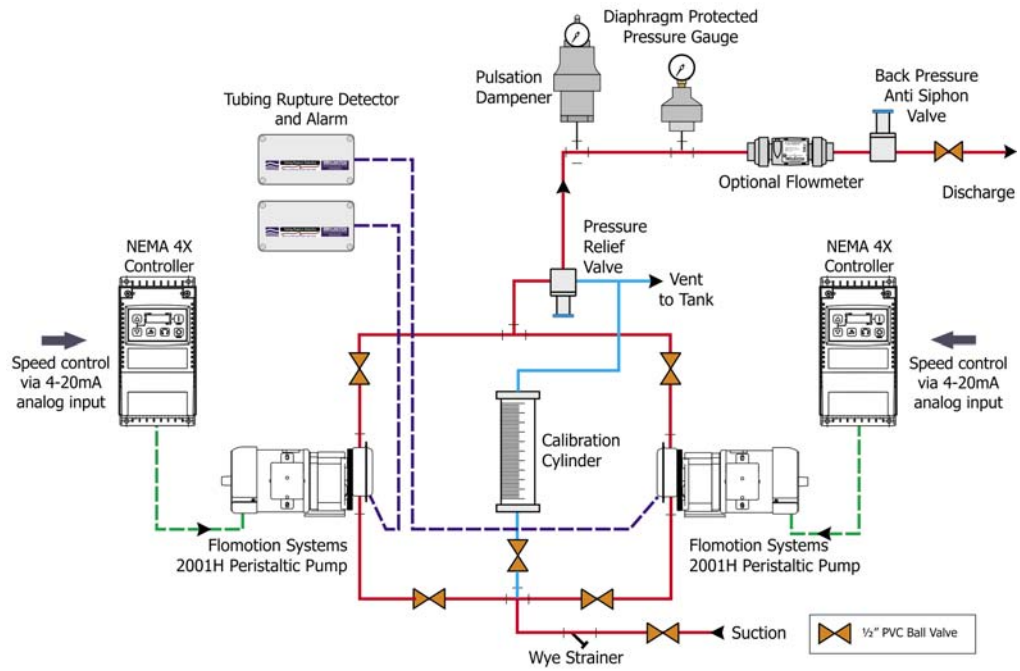 Diaphragm Protected
Pressure Gauge
Pulsation
Dampener
Back Pressure
Anti Siphon
Valve
Tubing Rupture Detector
and Alarm
Optional Flowmeter
Discharge
NEMA 4X
Controller
Pressure
Relief
Valve
Vent
to Tank
NEMA 4X
Controller
Speed control
via 4-20mA
analog input
Speed control
via 4-20mA
analog input
Calibration
Cylinder
Flomotion Systems
2001H Peristaltic Pump
Flomotion Systems
2001H Peristaltic Pump
Suction
Wye Strainer
½" PVC Ball Valve